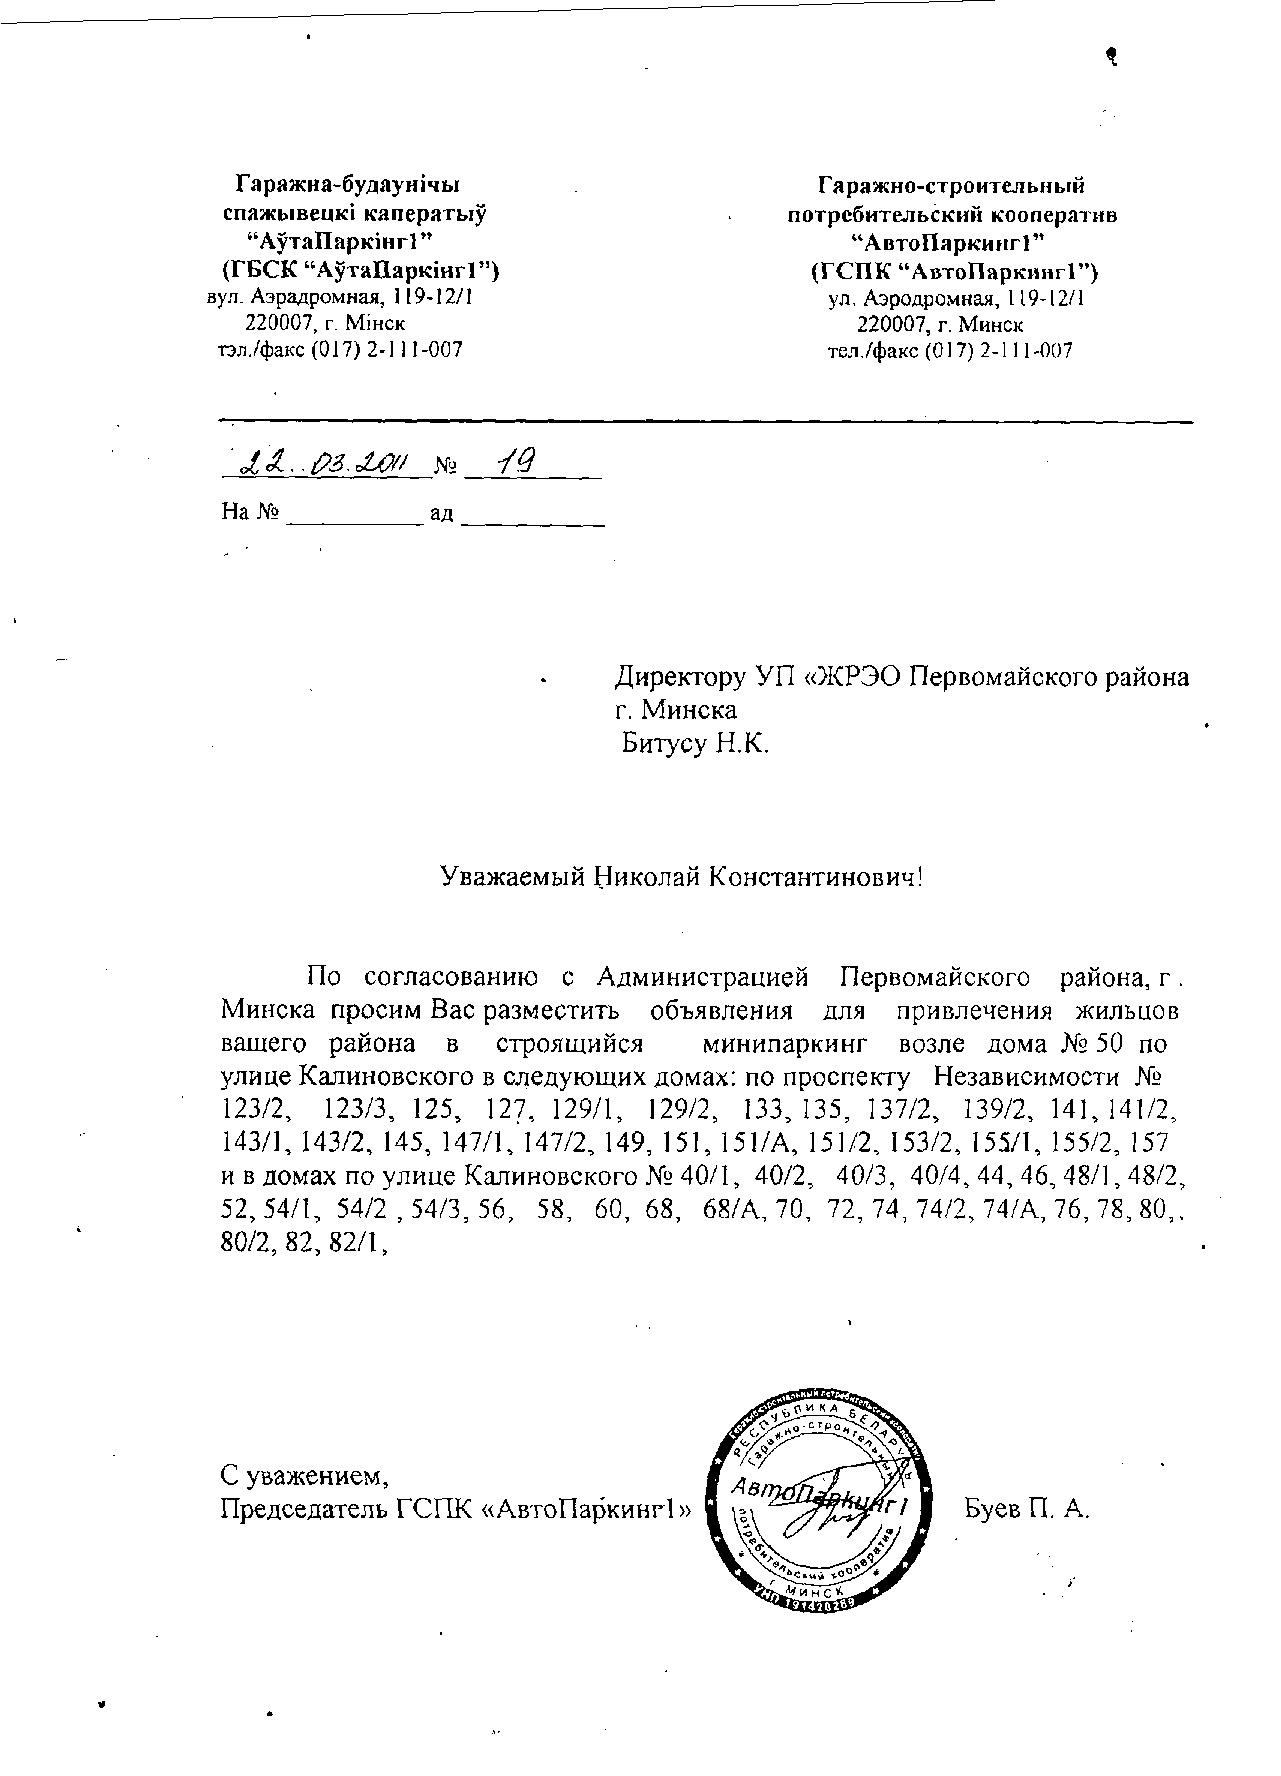 Гаражна-будаунічы
спажывецкі каператыў
“АўтаПаркінг1”
(ГБСК “АўтаПаркінг1”)
вул. Аэрадромная, 119-12/1
220007, г. Мінск
тэл./факс (017) 2-111-007
Гаражно-строительный
потребительский кооператив
“АвтоПаркинг1”
(ГСПК “АвтоПаркинг1”)
ул. Аэродромная, 119-12/1
220007, г. Минск
тел./факс (017) 2-111-007
22.03.2011 № 19
На № ад
Директору УП «ЖРЭО Первомайского района
г. Минска
Битусу Н.К.
Уважаемый Николай Константинович!
По согласованию с Администрацией Первомайского района, г.
Минска просим Вас разместить объявления для привлечения жильцов
вашего района в строящийся минипаркинг возле дома № 50 по
улице Калиновского в следующих домах: по проспекту Независимости №
123/2, 123/3, 125, 127, 129/1, 129/2, 133, 135, 137/2, 139/2, 141, 141/2,
143/1, 143/2, 145, 147/1, 147/2, 149, 151, 151/А, 151/2, 153/2, 155/1, 155/2, 157
и в домах по улице Калиновского № 40/1, 40/2, 40/3, 40/4, 44, 46, 48/1, 48/2,
52, 54/1, 54/2 , 54/3, 56, 58, 60, 68, 68/А, 70, 72, 74, 74/2, 74/А, 76, 78, 80,.
80/2, 82, 82/1,
С уважением,
Председатель ГСПК «АвтоПаркинг1» Буев П. А.
РЕСПУБЛИКА БЕЛАРУСЬ
Гаражно-строительный
АвтоПаркинг1
потребительский кооператив
г. МИНСК
УНП 191428289